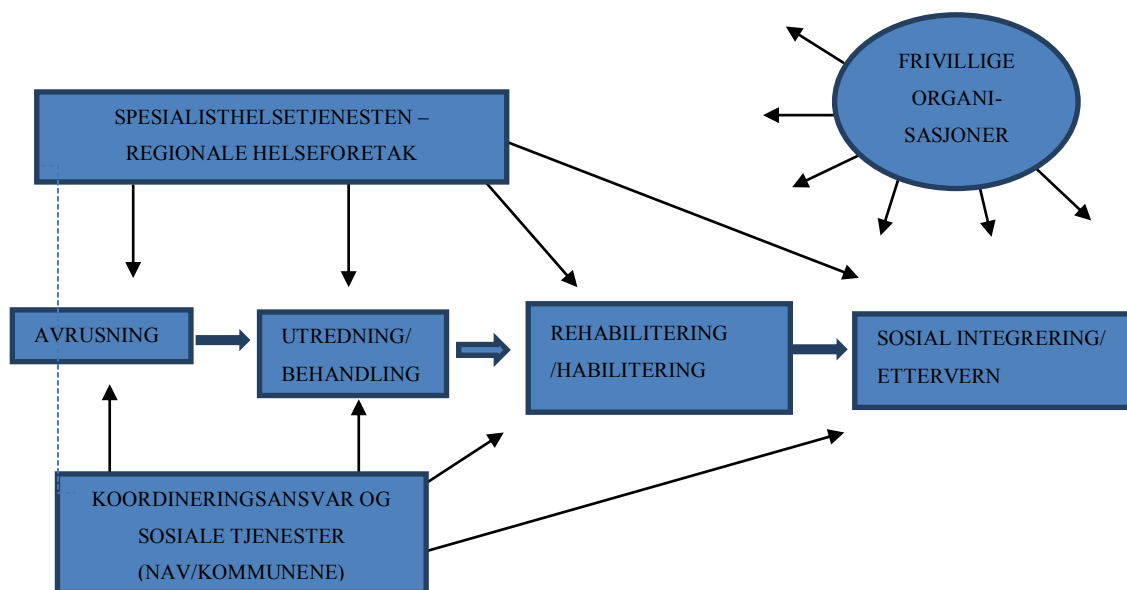 SPESIALISTHELSETJENESTEN –
REGIONALE HELSEFORETAK
FRIVILLIGE
ORGANI-
SASJONER
AVRUSNING
UTREDNING/
BEHANDLING
REHABILITERING
/HABILITERING
SOSIAL INTEGRERING/
ETTERVERN
KOORDINERINGSANSVAR OG
SOSIALE TJENESTER
(NAV/KOMMUNENE)